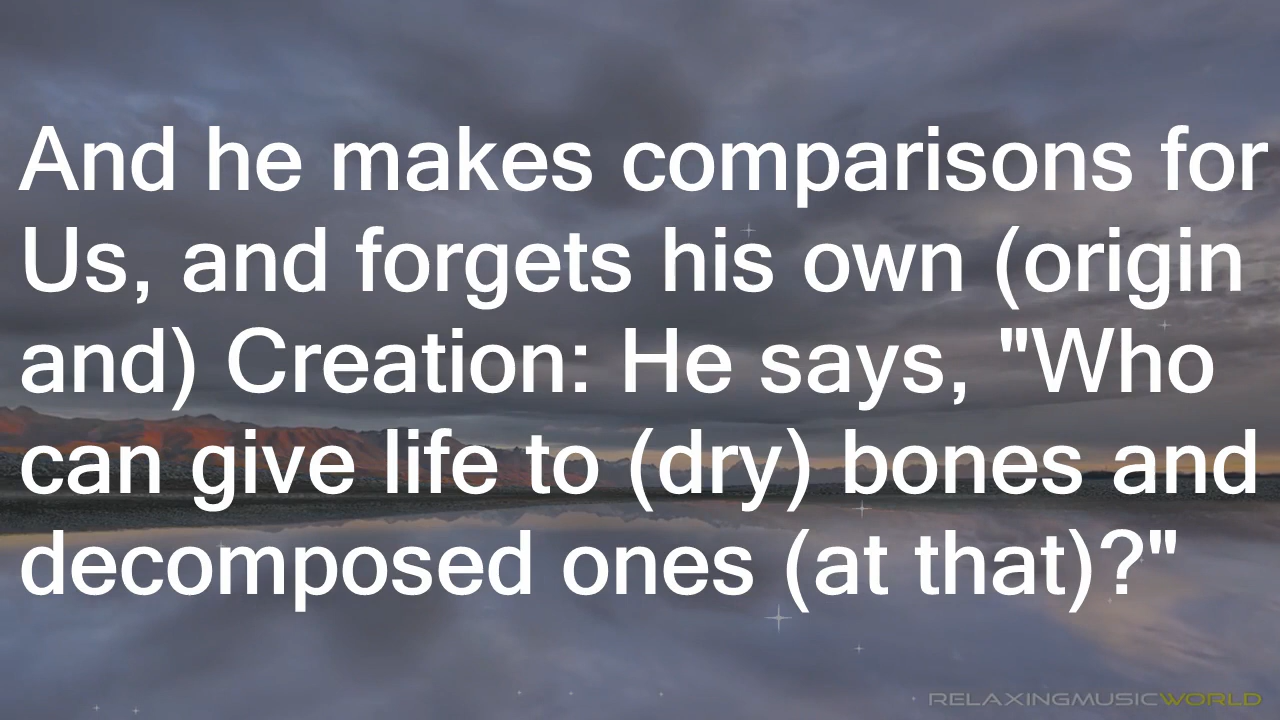 And he makes comparisons for
Us, and forgets his own (origin
and) Creation: He says, "Who
can give life to (dry) bones and
decomposed ones (at that)?"
RELAXINGMUSICWORLD